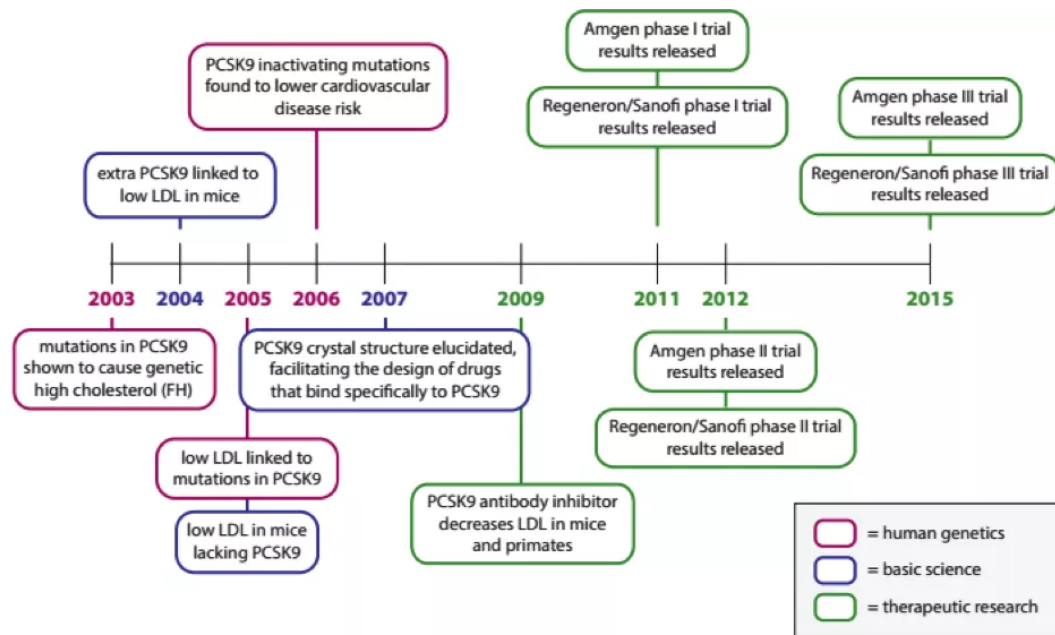 Amgen phase I trial
results released
PCSK9 inactivating mutations
found to lower cardiovascular
disease risk
Regeneron/Sanofi phase I trial
results released
Amgen phase III trial
results released
extra PCSK9 linked to
low LDL in mice
Regeneron/Sanofi phase III trial
results released
2003 2004 2005 2006 2007 2009 2011 2012 2015
mutations in PCSK9
shown to cause genetic
high cholesterol (FH)
PCSK9 crystal structure elucidated,
facilitating the design of drugs
that bind specifically to PCSK9
Amgen phase II trial
results released
Regeneron/Sanofi phase II trial
results released
low LDL linked to
mutations in PCSK9
low LDL in mice
lacking PCSK9
PCSK9 antibody inhibitor
decreases LDL in mice
and primates
= human genetics
= basic science
= therapeutic research